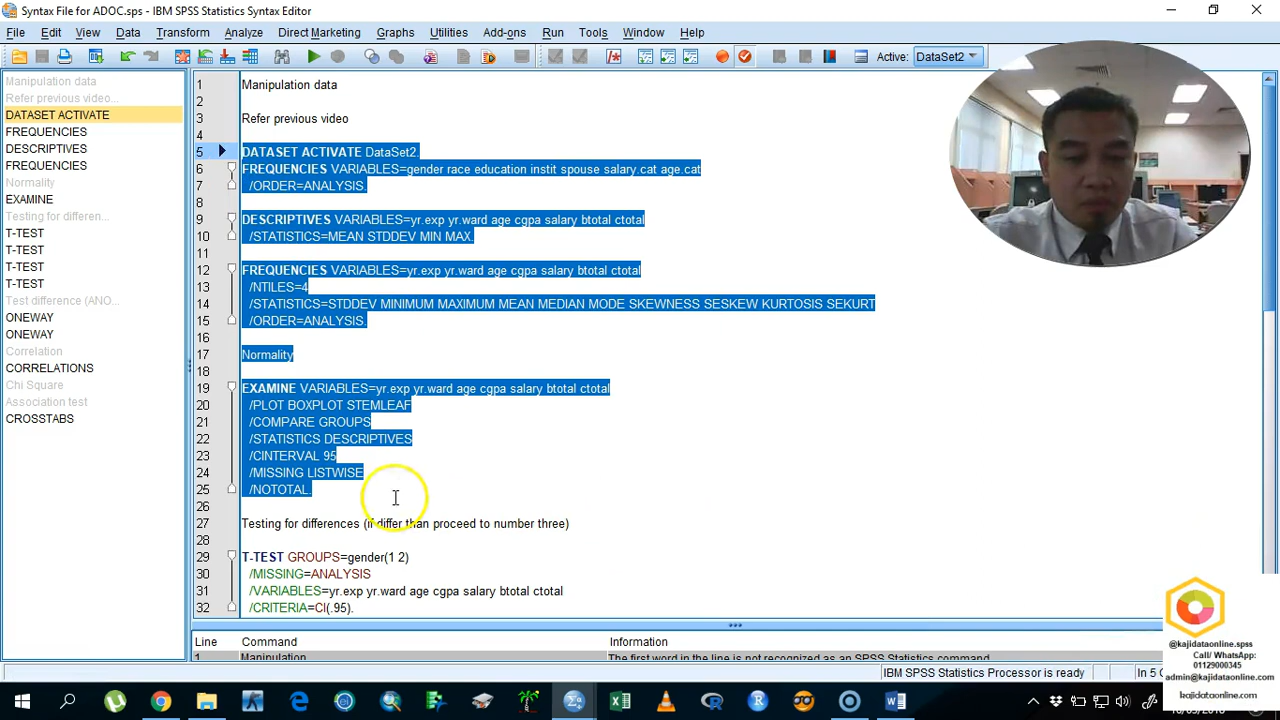 Syntax File for ADOC.sps - IBM SPSS Statistics Syntax Editor
File Edit View Data Transform Analyze Direct Marketing Graphs Utilities Add-ons Run Tools Window Help
Active: DataSet2
Manipulation data
Refer previous video...
DATASET ACTIVATE
FREQUENCIES
DESCRIPTIVES
FREQUENCIES
Normality
EXAMINE
Testing for differen...
T-TEST
T-TEST
T-TEST
T-TEST
Test difference (ANO...
ONEWAY
ONEWAY
Correlation
CORRELATIONS
Chi Square
Association test
CROSSTABS
1 Manipulation data
2
3 Refer previous video
4
5 DATASET ACTIVATE DataSet2.
6 FREQUENCIES VARIABLES=gender race education instit spouse salary.cat age.cat
7 /ORDER=ANALYSIS.
8
9 DESCRIPTIVES VARIABLES=yr.exp yr.ward age cgpa salary btotal ctotal
10 /STATISTICS=MEAN STDDEV MIN MAX.
11
12 FREQUENCIES VARIABLES=yr.exp yr.ward age cgpa salary btotal ctotal
13 /NTILES=4
14 /STATISTICS=STDDEV MINIMUM MAXIMUM MEAN MEDIAN MODE SKEWNESS SESKEW KURTOSIS SEKURT
15 /ORDER=ANALYSIS.
16
17 Normality
18
19 EXAMINE VARIABLES=yr.exp yr.ward age cgpa salary btotal ctotal
20 /PLOT BOXPLOT STEMLEAF
21 /COMPARE GROUPS
22 /STATISTICS DESCRIPTIVES
23 /CINTERVAL 95
24 /MISSING LISTWISE
25 /NOTOTAL.
26
27 Testing for differences (if differ than proceed to number three)
28
29 T-TEST GROUPS=gender(1 2)
30 /MISSING=ANALYSIS
31 /VARIABLES=yr.exp yr.ward age cgpa salary btotal ctotal
32 /CRITERIA=CI(.95).
Line Command Information
1 Manipulation The first word in the line is not recognized as an SPSS Statistics command
IBM SPSS Statistics Processor is ready
In 5 C
@kajidataonline.spss
Call/ WhatsApp:
01129000345
admin@kajidataonline.com
kajidataonline.com